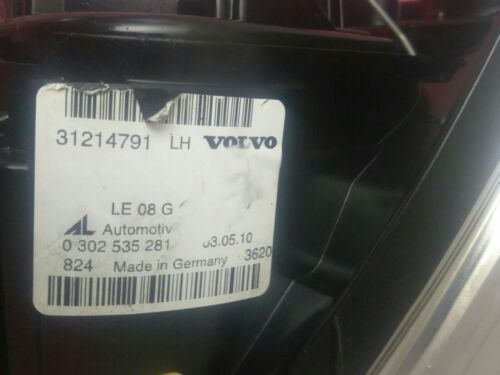 31214791 LH VOLVO
LE 08 G
AL Automotiv
0 302 535 281 03.05.10
824 Made in Germany 3620